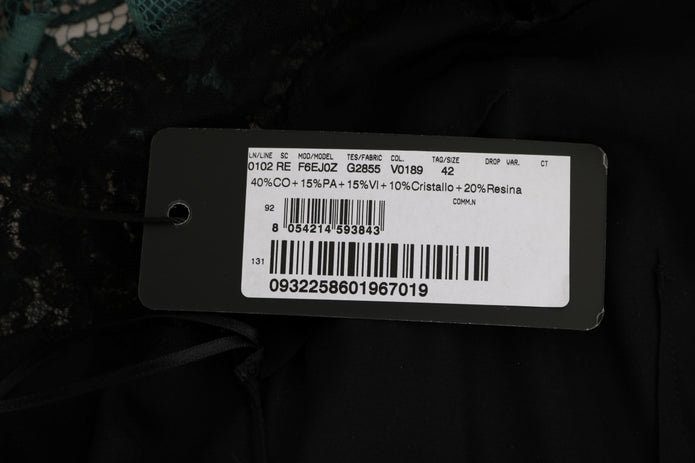 LN/LINE SC MOD/MODEL TES/FABRIC COL. TAG/SIZE DROP VAR. CT
0102 RE F6EJ0Z G2855 V0189 42
40%CO+15%PA+15%VI+10%Cristallo+20%Resina
COMM.N
92
8 054214 593843
131
0932258601967019